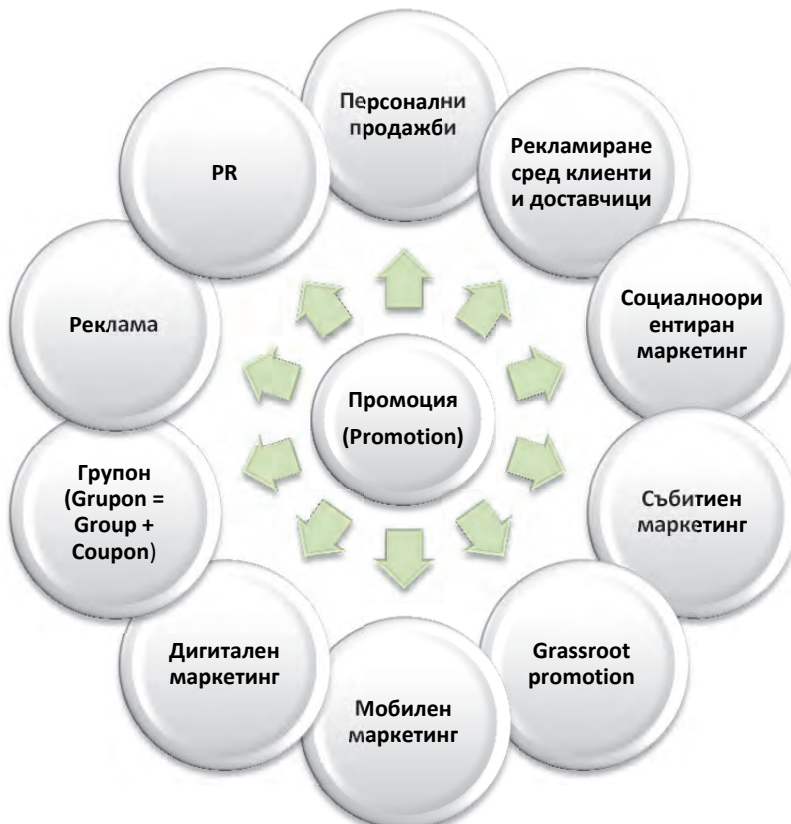 Персонални
продажби
Рекламиране
сред клиенти
и доставчици
Социалноори
ентиран
маркетинг
Събитиен
маркетинг
Grassroot
promotion
Мобилен
маркетинг
Дигитален
маркетинг
Групон
(Grupon =
Group +
Coupon)
Реклама
PR
Промоция
(Promotion)